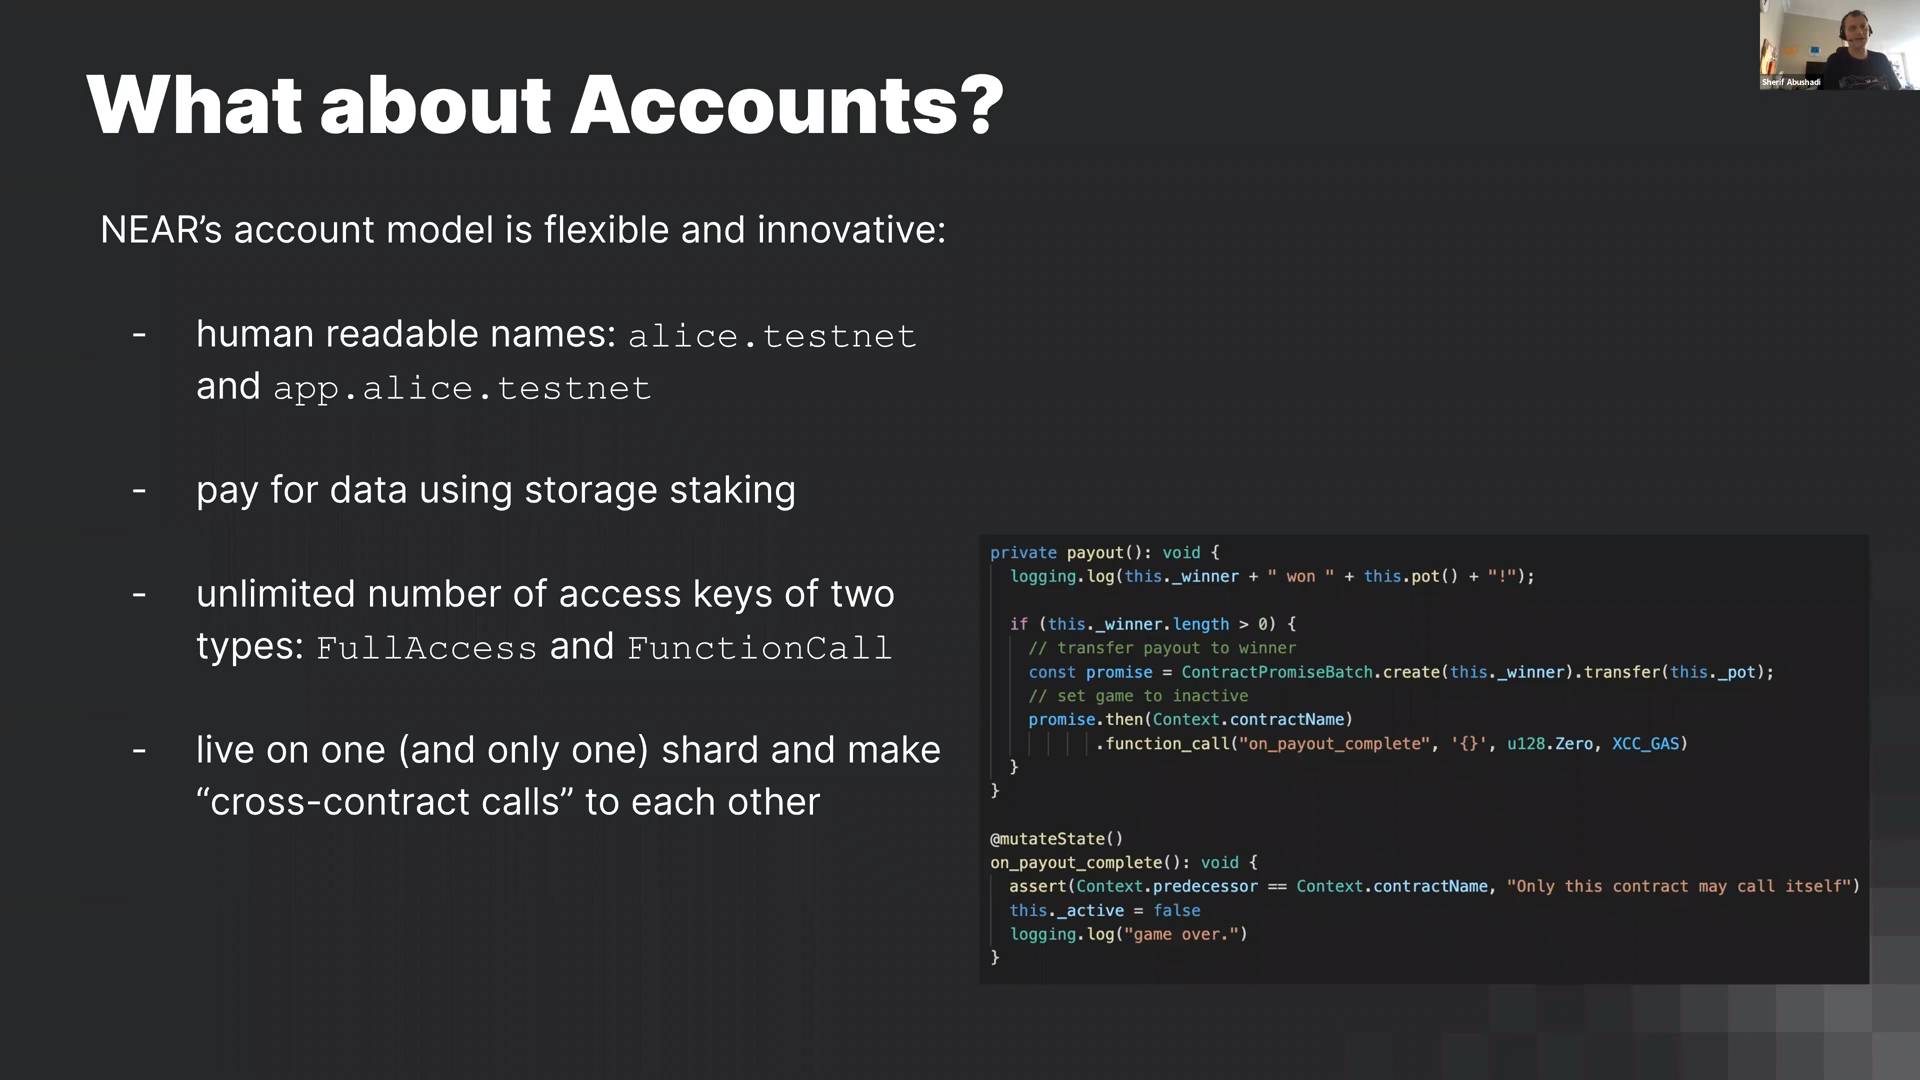 What about Accounts?
NEAR’s account model is flexible and innovative:
- human readable names: alice.testnet
and app.alice.testnet
- pay for data using storage staking
- unlimited number of access keys of two
types: FullAccess and FunctionCall
- live on one (and only one) shard and make
“cross-contract calls” to each other
private payout(): void {
logging.log(this._winner + " won " + this.pot() + "!");
if (this._winner.length > 0) {
// transfer payout to winner
const promise = ContractPromiseBatch.create(this._winner).transfer(this._pot);
// set game to inactive
promise.then(Context.contractName)
.function_call("on_payout_complete", '{}', u128.Zero, XCC_GAS)
}
}
@mutateState()
on_payout_complete(): void {
assert(Context.predecessor == Context.contractName, "Only this contract may call itself")
this._active = false
logging.log("game over.")
}
Sherif Abushadi